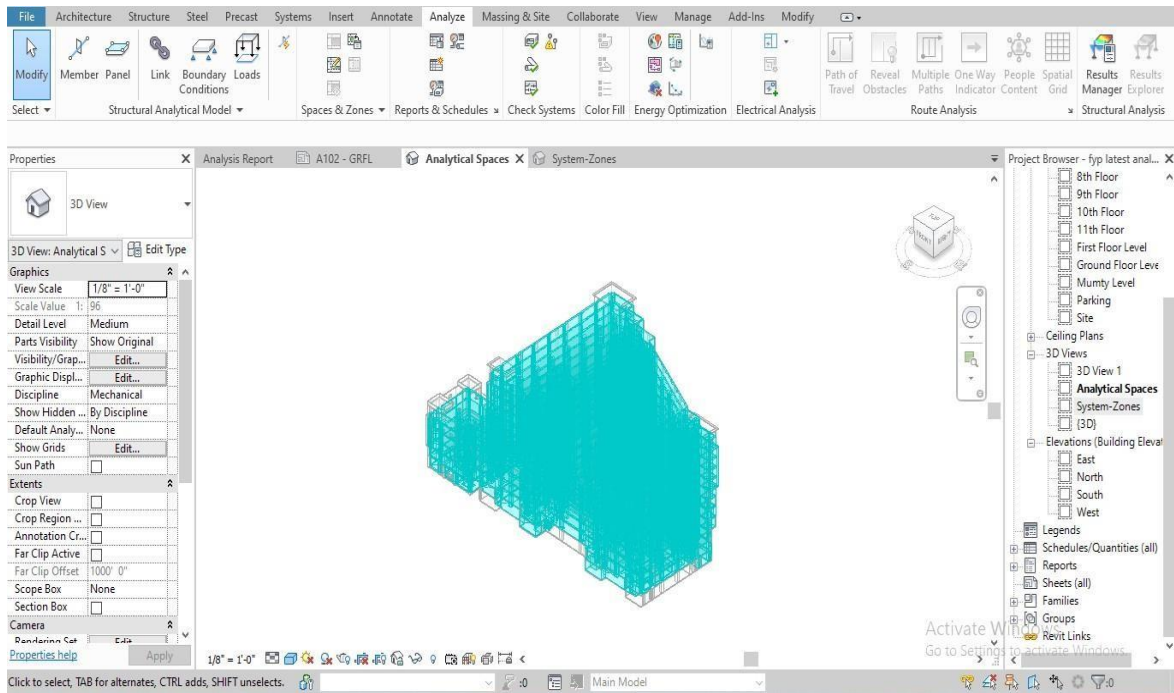 File Architecture Structure Steel Precast Systems Insert Annotate Analyze Massing & Site Collaborate View Manage Add-Ins Modify
Modify Member Panel Link Boundary Conditions Loads
Path of Travel Reveal Obstacles Multiple Paths One Way Indicator People Content Spatial Grid Results Manager Results Explorer
Select Structural Analytical Model Spaces & Zones Reports & Schedules Check Systems Color Fill Energy Optimization Electrical Analysis Route Analysis Structural Analysis
Properties X Analysis Report A102 - GRFL Analytical Spaces X System-Zones Project Browser - fyp latest anal... X
3D View
3D View: Analytical S Edit Type
Graphics
View Scale 1/8" = 1'-0"
Scale Value 1: 96
Detail Level Medium
Parts Visibility Show Original
Visibility/Grap... Edit...
Graphic Displ... Edit...
Discipline Mechanical
Show Hidden ... By Discipline
Default Analy... None
Show Grids Edit...
Sun Path
Extents
Crop View
Crop Region ...
Annotation Cr...
Far Clip Active
Far Clip Offset 1000' 0"
Scope Box None
Section Box
Camera
Rendering Set Edit
Properties help Apply
TOP
FRONT
8th Floor
9th Floor
10th Floor
11th Floor
First Floor Level
Ground Floor Leve
Mumty Level
Parking
Site
Ceiling Plans
3D Views
3D View 1
Analytical Spaces
System-Zones
{3D}
Elevations (Building Elevat
East
North
South
West
Legends
Schedules/Quantities (all)
Reports
Sheets (all)
Families
Groups
Revit Links
Activate Windows
Go to Settings to activate Windows.
1/8" = 1'-0"
Click to select, TAB for alternates, CTRL adds, SHIFT unselects. :0 Main Model :0